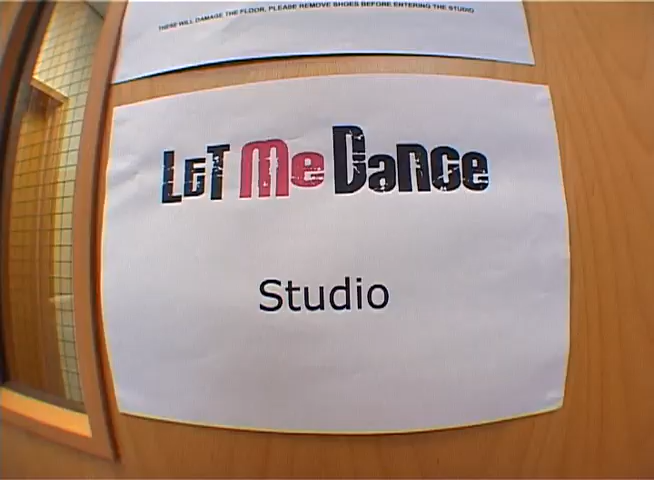 THESE WILL DAMAGE THE FLOOR, PLEASE REMOVE SHOES BEFORE ENTERING THE STUDIO
LeT Me Dance
Studio